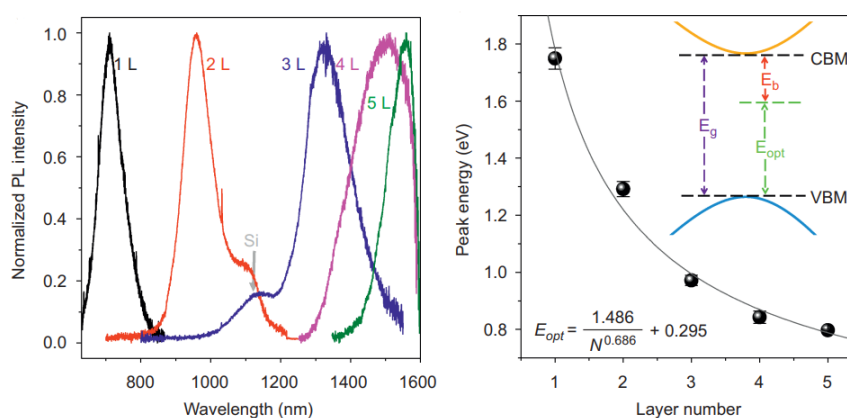 Normalized PL intensity
1.0
0.8
0.6
0.4
0.2
0.0
1 L
2 L
3 L
4 L
5 L
Si
800
1000
1200
1400
1600
Wavelength (nm)
Peak energy (eV)
1.8
1.6
1.4
1.2
1.0
0.8
CBM
E_b
E_g
E_opt
VBM
E_opt = 1.486 / N^0.686 + 0.295
1
2
3
4
5
Layer number